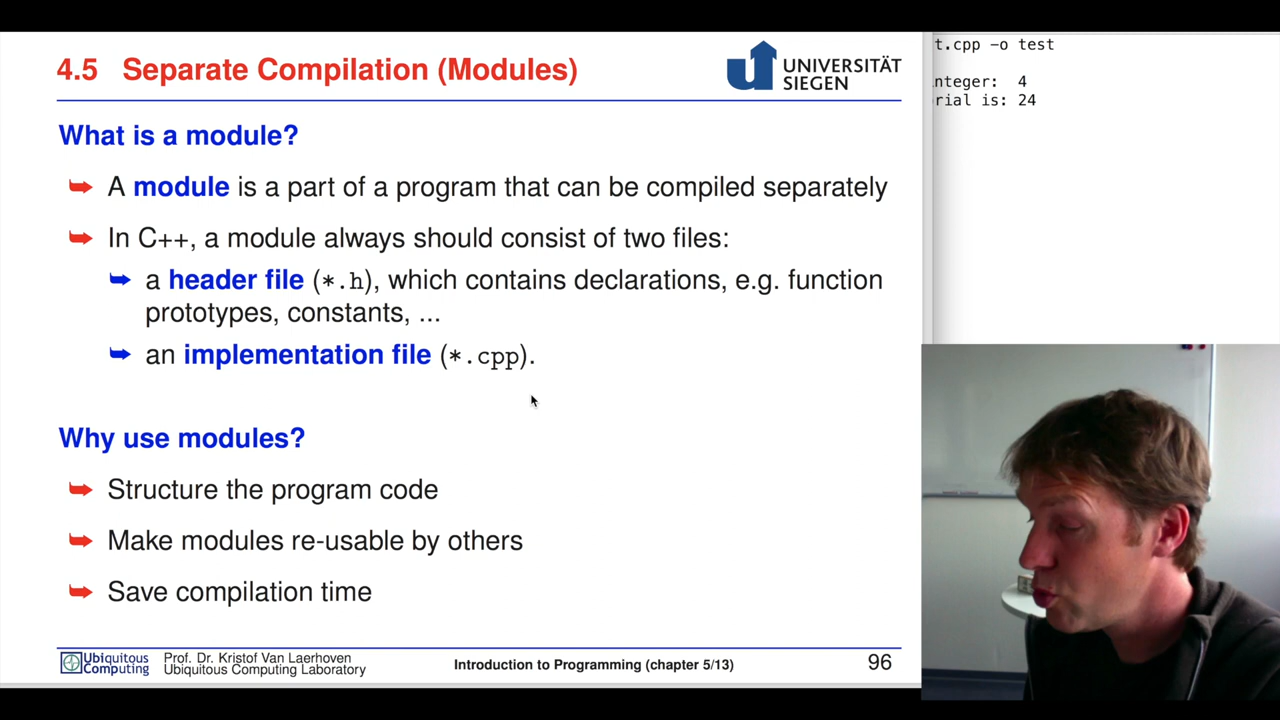 4.5 Separate Compilation (Modules)
UNIVERSITÄT
SIEGEN
What is a module?
A module is a part of a program that can be compiled separately
In C++, a module always should consist of two files:
a header file (*.h), which contains declarations, e.g. function
prototypes, constants, ...
an implementation file (*.cpp).
Why use modules?
Structure the program code
Make modules re-usable by others
Save compilation time
Ubiquitous
Computing
Prof. Dr. Kristof Van Laerhoven
Ubiquitous Computing Laboratory
Introduction to Programming (chapter 5/13)
96
t.cpp -o test
nteger: 4
rial is: 24